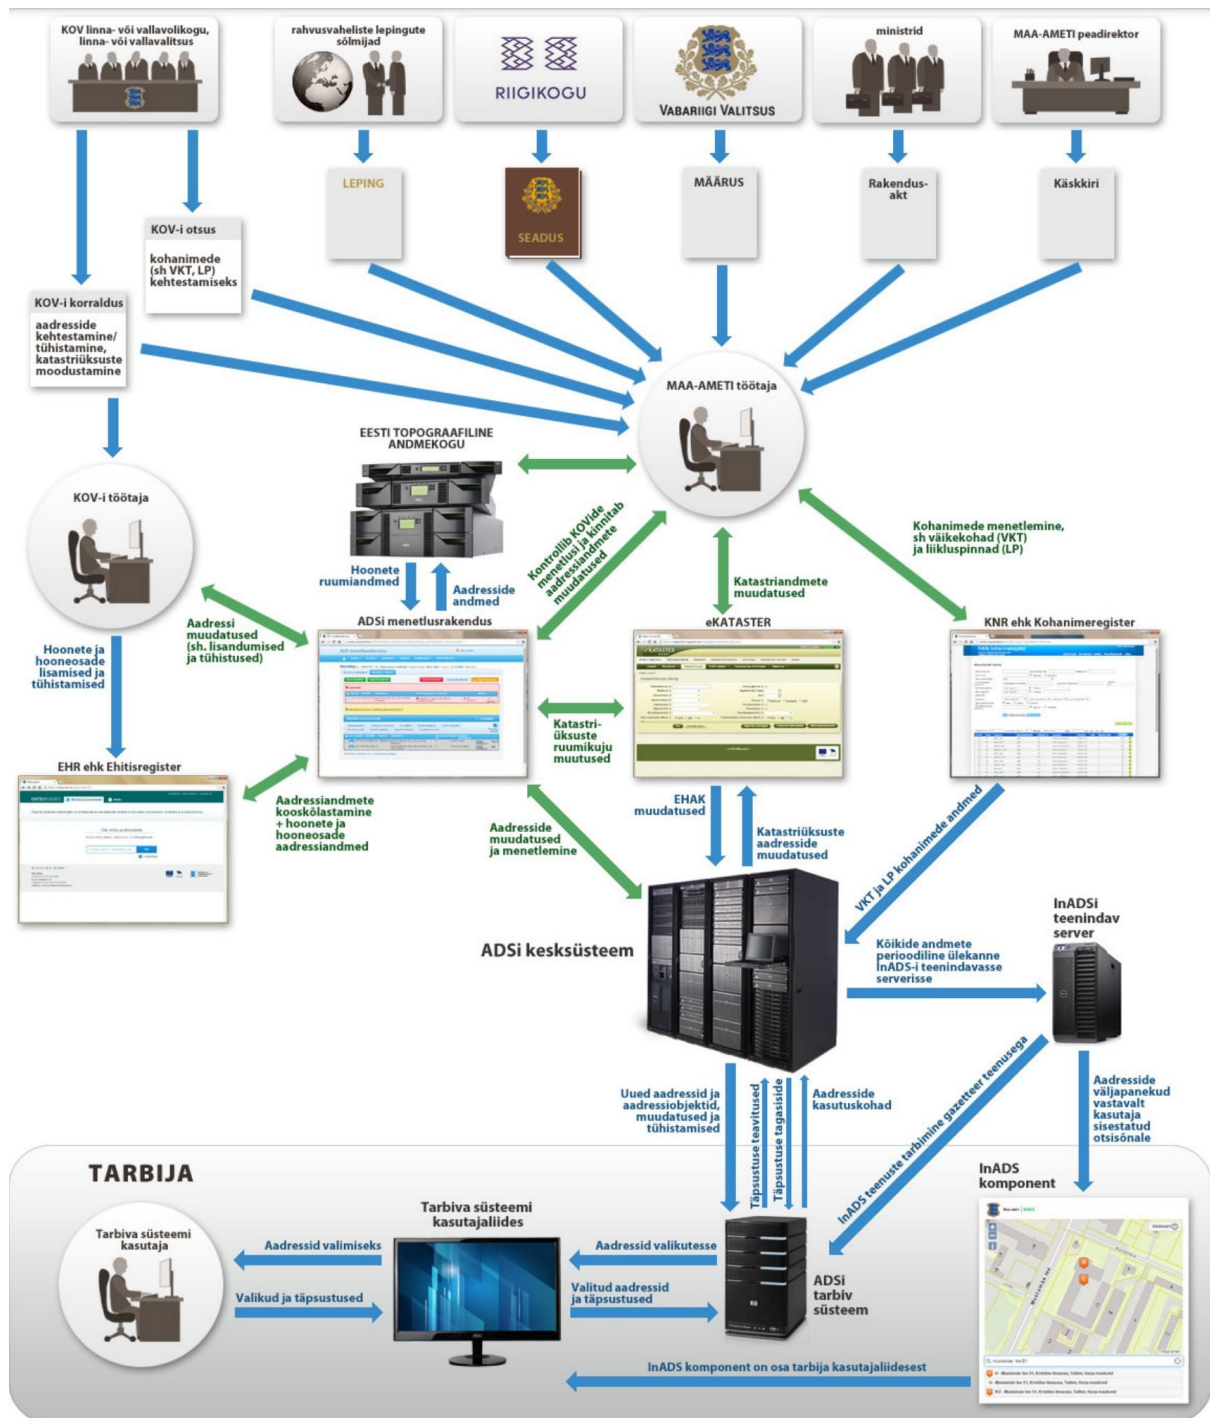 KOV linna- või vallavolikogu,
linna- või vallavalitsus
rahvusvaheliste lepingute
sõlmijad
RIIGIKOGU
VABARIIGI VALITSUS
ministrid
MAA-AMETI peadirektor
LEPING
SEADUS
MÄÄRUS
Rakendus-
akt
Käskkiri
KOV-i otsus
kohanimede
(sh VKT, LP)
kehtestamiseks
KOV-i korraldus
aadresside
kehtestamine/
tühistamine,
katastriüksuste
moodustamine
MAA-AMETI töötaja
EESTI TOPOGRAAFILINE
ANDMEKOGU
KOV-i töötaja
Kontrollib KOVide
menetlusi ja kinnitab
aadressiandmete
muudatused
Kohanimede menetlemine,
sh väikekohad (VKT)
ja liikluspinnad (LP)
Hoonete
ruumiandmed
Aadresside
andmed
Katastriandmete
muudatused
Aadressi
muudatused
(sh. lisandumised
ja tühistused)
ADSi menetlusrakendus
eKATASTER
KNR ehk Kohanimeregister
Hoonete ja
hooneosade
lisamised ja
tühistamised
Katastri-
üksuste
ruumikuju
muutused
EHR ehk Ehitisregister
Aadressiandmete
kooskõlastamine
+ hoonete ja
hooneosade
aadressiandmed
Aadresside
muudatused
ja menetlemine
EHAK
muudatused
Katastriüksuste
aadresside
muudatused
VKT ja LP kohanimede andmed
InADSi
teenindav
server
ADSi kesksüsteem
Kõikide andmete
perioodiline ülekanne
InADS-i teenindavasse
serverisse
Uued aadressid ja
aadressiobjektid,
muudatused ja
tühistamised
Täpsustuse teavitused
Täpsustuse tagasiside
Aadresside
kasutuskohad
InADS teenuste tarbimine gazetteer teenusega
Aadresside
väljapanekud
vastavalt
kasutaja
sisestatud
otsisõnale
TARBIJA
InADS
komponent
Tarbiva süsteemi
kasutaja
Tarbiva süsteemi
kasutajaliides
Aadressid valimiseks
Aadressid valikutesse
Valikud ja täpsustused
Valitud aadressid
ja täpsustused
ADSi
tarbiv
süsteem
InADS komponent on osa tarbija kasutajaliidesest